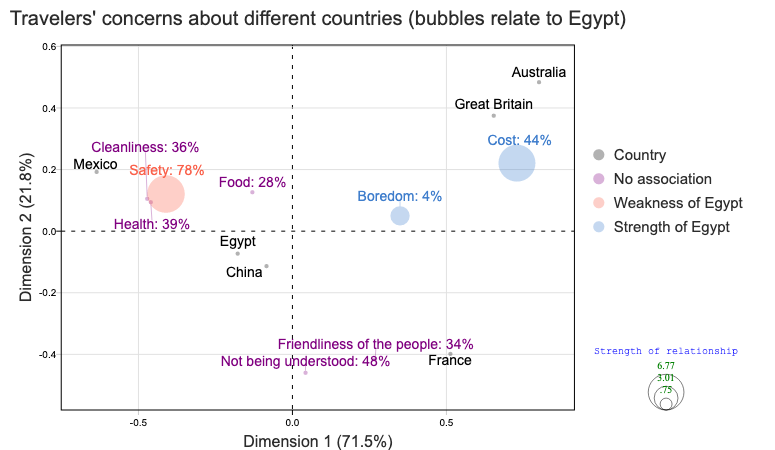 Travelers' concerns about different countries (bubbles relate to Egypt)
0.6
Australia
Great Britain
0.4
Cost: 44%
Cleanliness: 36%
Mexico
Safety: 78%
0.2
Food: 28%
Boredom: 4%
Health: 39%
0.0
Egypt
China
-0.2
Friendliness of the people: 34%
-0.4
Not being understood: 48%
France
-0.5
0.0
0.5
Dimension 1 (71.5%)
Dimension 2 (21.8%)
Country
No association
Weakness of Egypt
Strength of Egypt
Strength of relationship
6.77
3.01
.75